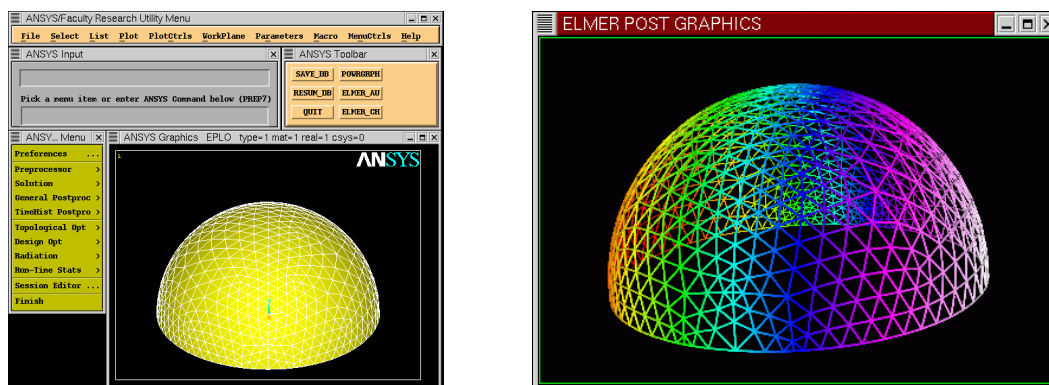 ANSYS/Faculty Research Utility Menu
File Select List Plot PlotCtrls WorkPlane Parameters Macro MenuCtrls Help
ANSYS Input
Pick a menu item or enter ANSYS Command below (PREP7)
ANSYS Toolbar
SAVE_DB POWRGRPH
RESUM_DB ELMER_AU
QUIT ELMER_CH
ANSY... Menu
Preferences ...
Preprocessor >
Solution >
General Postproc >
TimeHist Postpro >
Topological Opt >
Design Opt >
Radiation >
Run-Time Stats >
Session Editor ...
Finish
ANSYS Graphics EPLO type=1 mat=1 real=1 csys=0
1
ANSYS
ELMER POST GRAPHICS